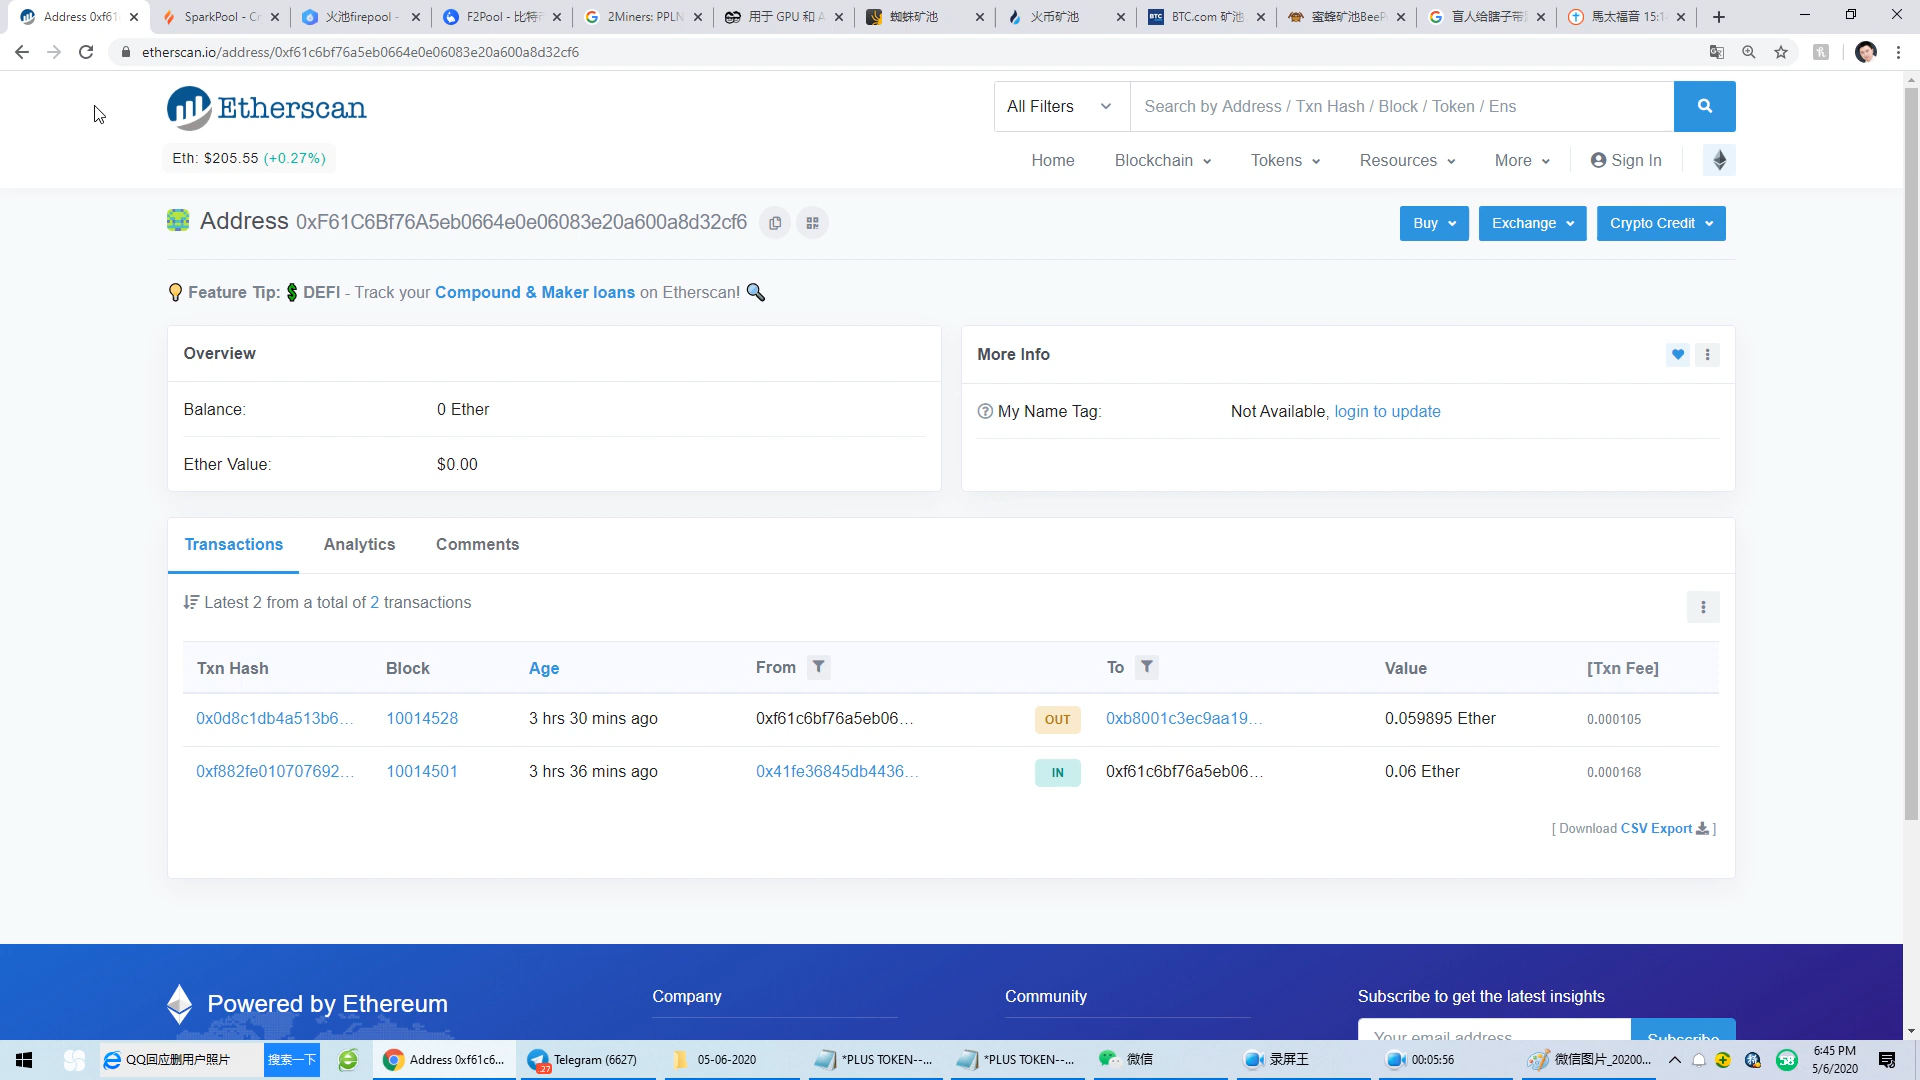 Address 0xf61
SparkPool - Cr
火池firepool -
F2Pool - 比特
2Miners: PPLN
用于 GPU 和 A
蜘蛛矿池
火币矿池
BTC.com 矿池
蜜蜂矿池BeeP
盲人给瞎子带
馬太福音 15:1
etherscan.io/address/0xf61c6bf76a5eb0664e0e06083e20a600a8d32cf6
Etherscan
All Filters
Search by Address / Txn Hash / Block / Token / Ens
Eth: $205.55 (+0.27%)
Home Blockchain Tokens Resources More Sign In
Address 0xF61C6Bf76A5eb0664e0e06083e20a600a8d32cf6
Buy Exchange Crypto Credit
Feature Tip: DEFI - Track your Compound & Maker loans on Etherscan!
Overview
Balance: 0 Ether
Ether Value: $0.00
More Info
My Name Tag: Not Available, login to update
Transactions Analytics Comments
Latest 2 from a total of 2 transactions
Txn Hash Block Age From To Value [Txn Fee]
0x0d8c1db4a513b6... 10014528 3 hrs 30 mins ago 0xf61c6bf76a5eb06... OUT 0xb8001c3ec9aa19... 0.059895 Ether 0.000105
0xf882fe010707692... 10014501 3 hrs 36 mins ago 0x41fe36845db4436... IN 0xf61c6bf76a5eb06... 0.06 Ether 0.000168
[ Download CSV Export ]
Powered by Ethereum
Company
Community
Subscribe to get the latest insights
Your email address
Subscribe
QQ回应删用户照片 搜索一下
Address 0xf61c6...
Telegram (6627)
27
05-06-2020
*PLUS TOKEN--...
*PLUS TOKEN--...
微信
录屏王
00:05:56
微信图片_20200...
58
6:45 PM
5/6/2020